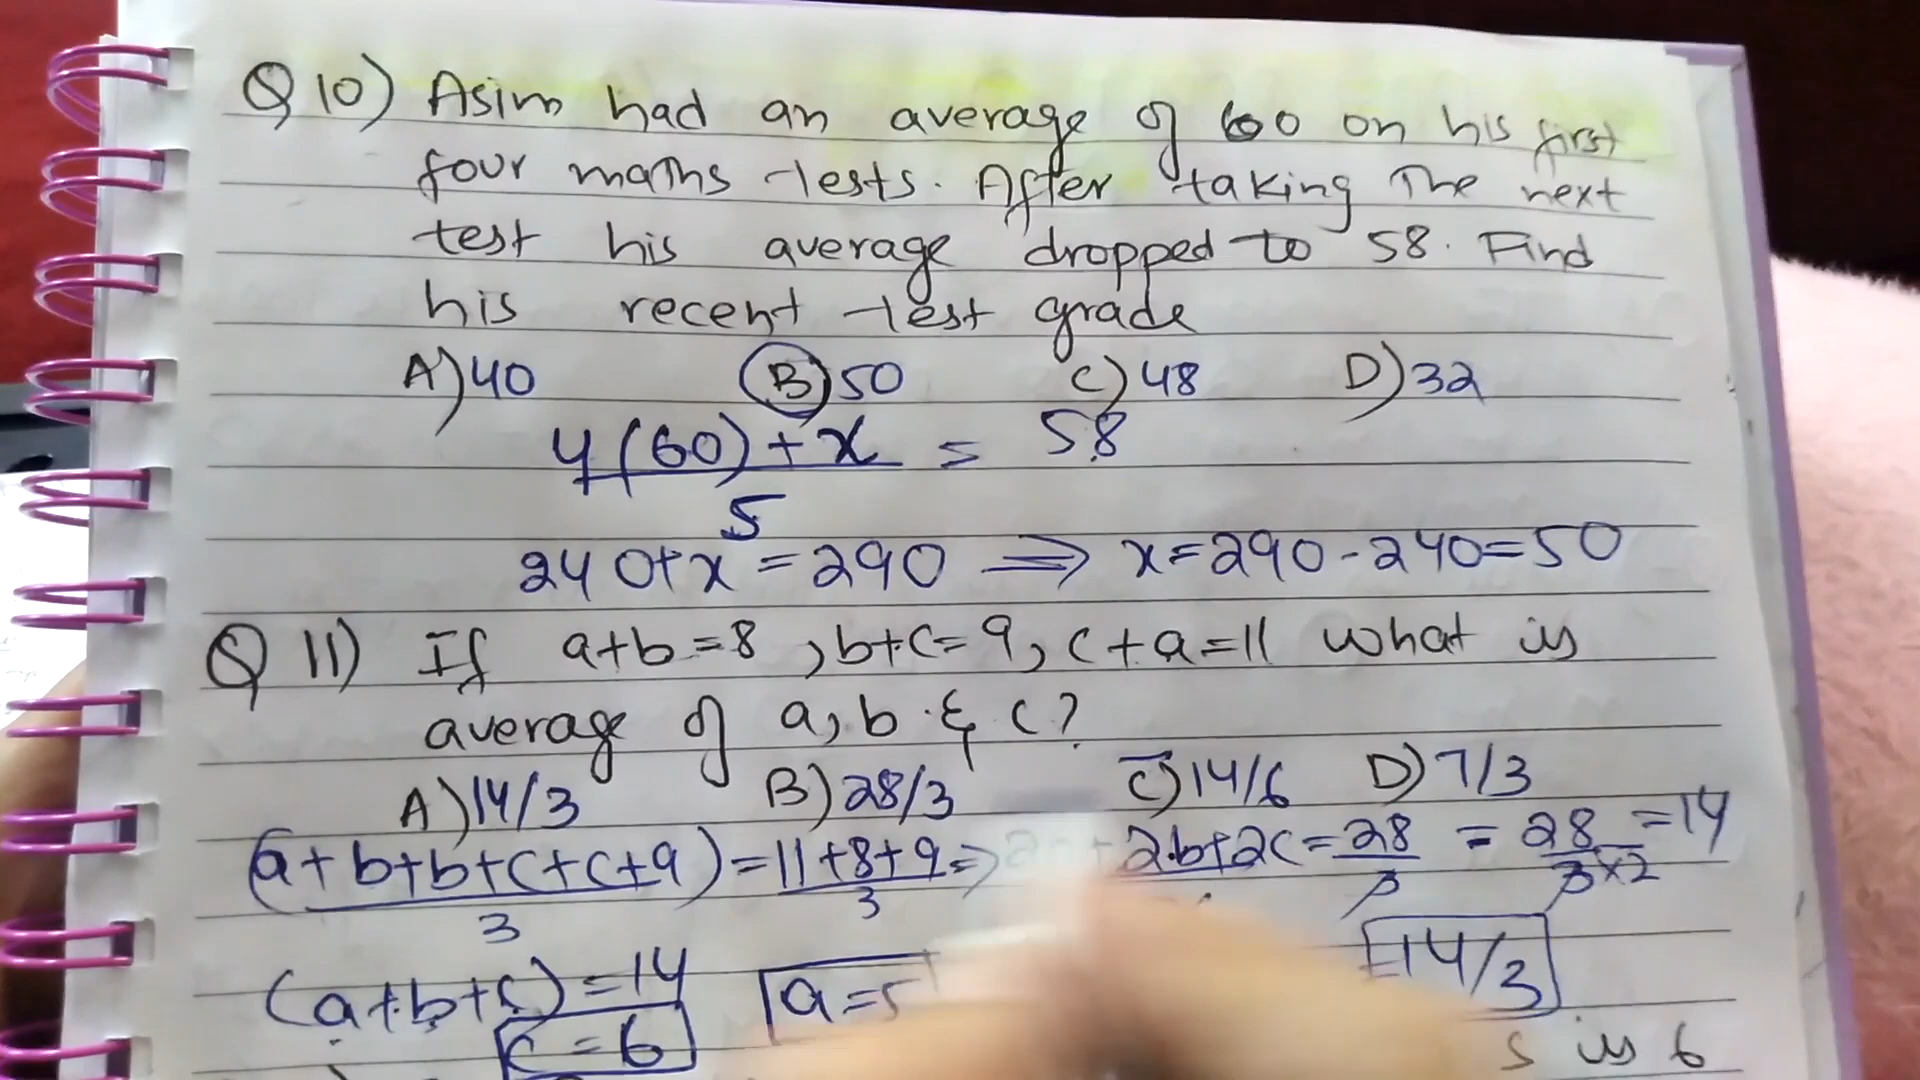 Q 10) Asim had an average of 60 on his first
four maths tests. After taking The next
test his average dropped to 58. Find
his recent test grade
A) 40 B) 50 C) 48 D) 32
4(60) + x = 58
5
240 + x = 290 ⟹ x = 290 - 240 = 50
Q 11) If a+b=8, b+c=9, c+a=11 what is
average of a, b & c?
A) 14/3 B) 28/3 C) 14/6 D) 7/3
(a+b+b+c+c+a) = 11+8+9 ⇒ 2b+2c = 28 = 28 = 14
3 3 3 3×2
(a+b+c) = 14 a=5 14/3
c = 6 s is 6